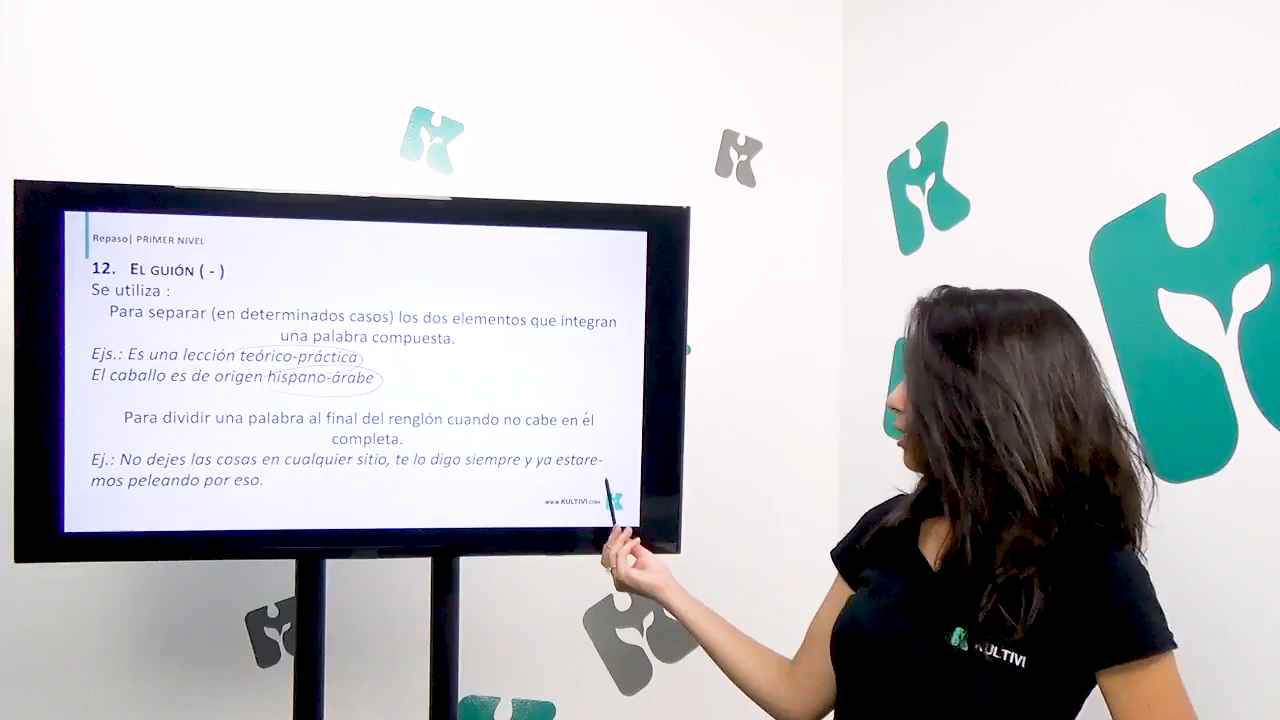 Repaso| PRIMER NIVEL
12. EL GUIÓN ( - )
Se utiliza :
Para separar (en determinados casos) los dos elementos que integran
una palabra compuesta.
Ejs.: Es una lección teórico-práctica
El caballo es de origen hispano-árabe
Para dividir una palabra al final del renglón cuando no cabe en él
completa.
Ej.: No dejes las cosas en cualquier sitio, te lo digo siempre y ya estare-
mos peleando por eso.
www.KULTIVI.com
KULTIVI